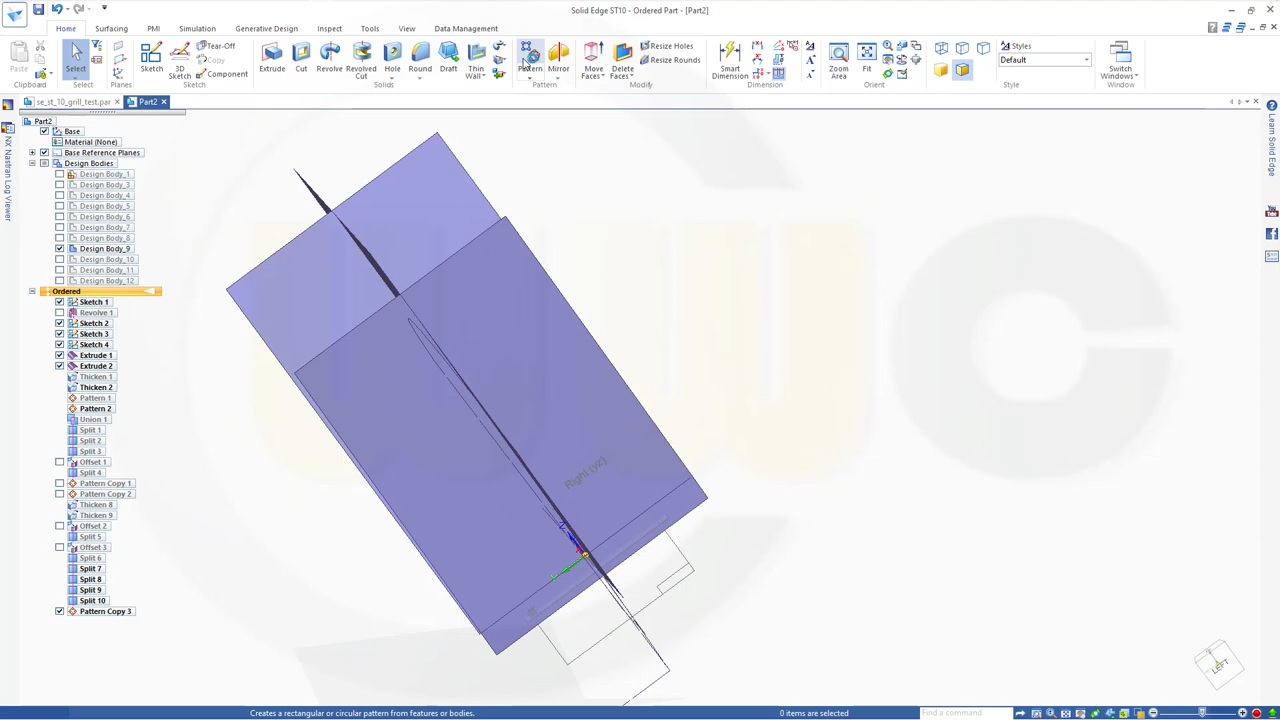 Solid Edge ST10 - Ordered Part - [Part2]
Home Surfacing PMI Simulation Generative Design Inspect Tools View Data Management
Paste
Clipboard
Select
Select
Planes
Sketch
3D Sketch
Tear-Off
Copy
Component
Sketch
Extrude
Cut
Revolve
Revolved Cut
Hole
Round
Draft
Thin Wall
Solids
Pattern
Mirror
Pattern
Move Faces
Delete Faces
Resize Holes
Resize Rounds
Modify
Smart Dimension
Dimension
Zoom Area
Fit
Orient
Styles
Default
Style
Switch Windows
Window
se_st_10_grill_test.par
Part2
NX Nastran Log Viewer
Learn Solid Edge
Part2
Base
Material (None)
Base Reference Planes
Design Bodies
Design Body_1
Design Body_3
Design Body_4
Design Body_5
Design Body_6
Design Body_7
Design Body_8
Design Body_9
Design Body_10
Design Body_11
Design Body_12
Ordered
Sketch 1
Revolve 1
Sketch 2
Sketch 3
Sketch 4
Extrude 1
Extrude 2
Thicken 1
Thicken 2
Pattern 1
Pattern 2
Union 1
Split 1
Split 2
Split 3
Offset 1
Split 4
Pattern Copy 1
Pattern Copy 2
Thicken 8
Thicken 9
Offset 2
Split 5
Offset 3
Split 6
Split 7
Split 8
Split 9
Split 10
Pattern Copy 3
Right (yz)
Z
LEFT
Creates a rectangular or circular pattern from features or bodies.
0 items are selected
Find a command